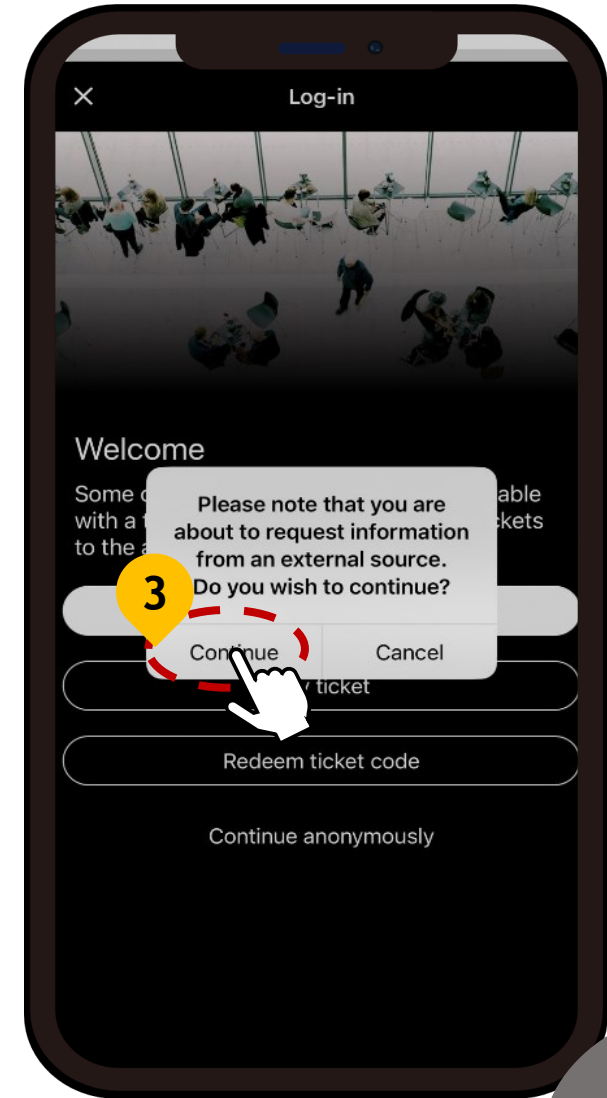 Log-in
Welcome
Some
able
with a
kets
to the
Please note that you are
about to request information
from an external source.
Do you wish to continue?
3
Continue
Cancel
ticket
Redeem ticket code
Continue anonymously